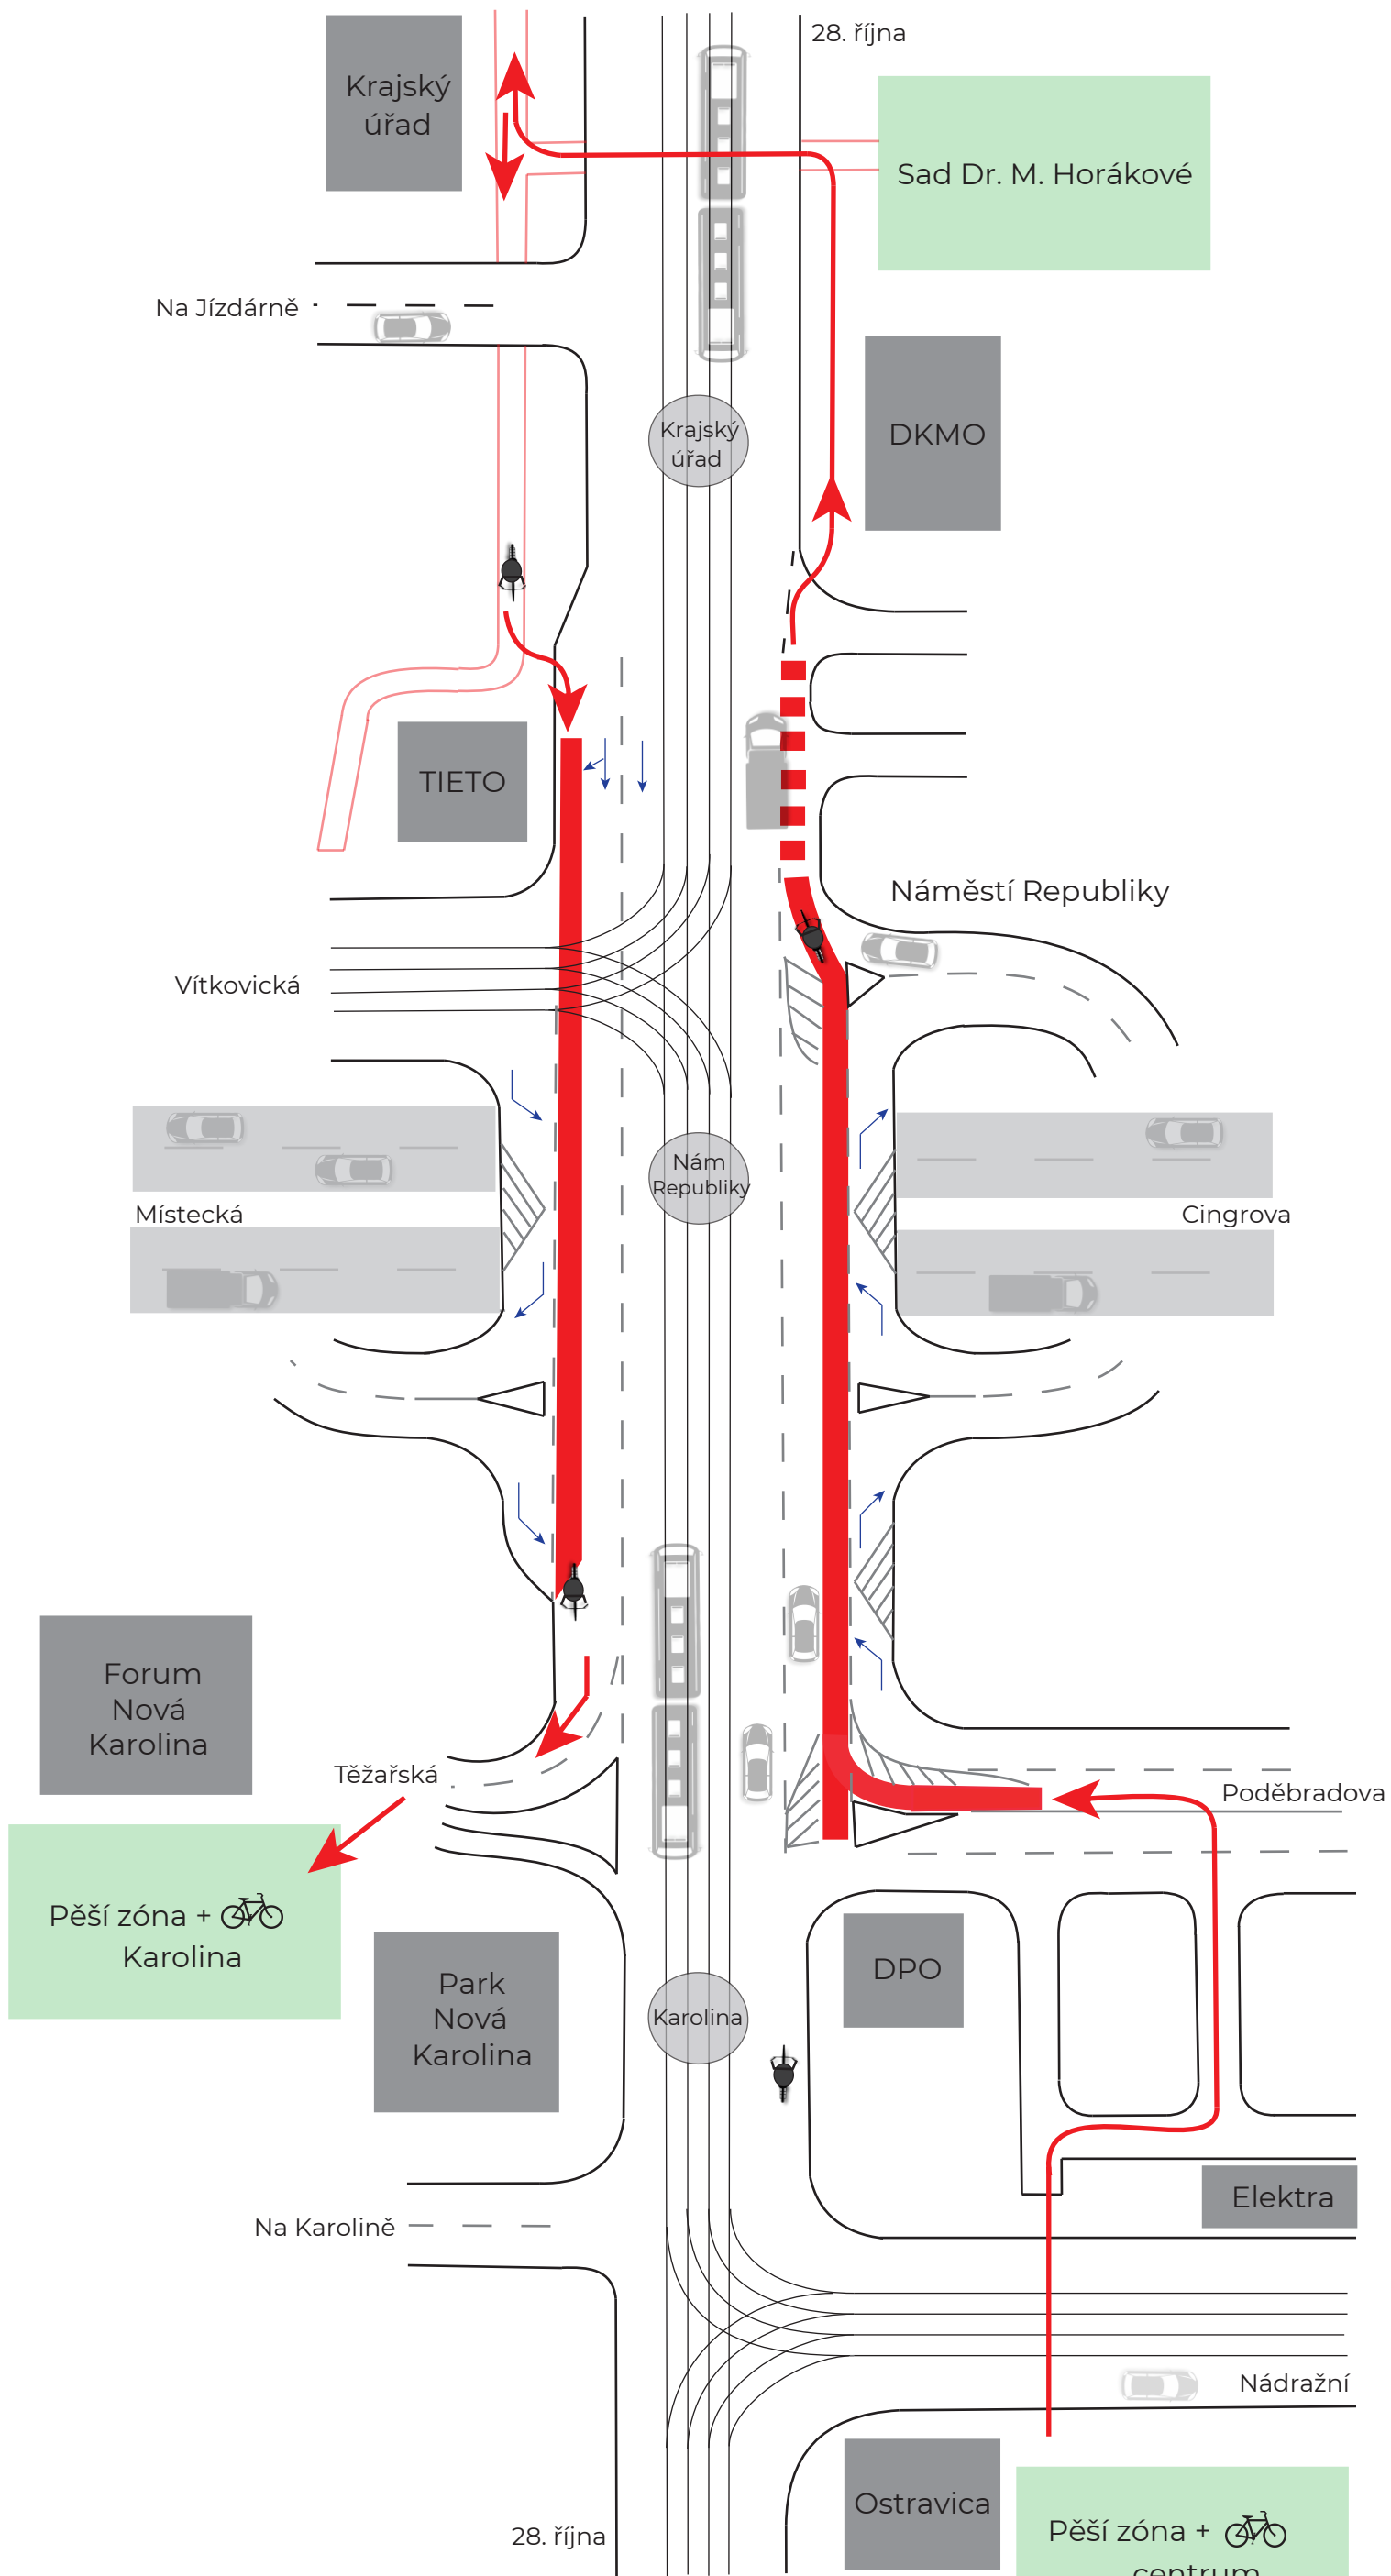 28. října
Krajský
úřad
Sad Dr. M. Horákové
Na Jízdárně
Krajský
úřad
DKMO
TIETO
Náměstí Republiky
Vítkovická
Nám
Republiky
Místecká
Cingrova
Forum
Nová
Karolina
Těžařská
Poděbradova
Pěší zóna +
Karolina
DPO
Park
Nová
Karolina
Karolina
Elektra
Na Karolině
Nádražní
Ostravica
28. října
Pěší zóna +
centrum